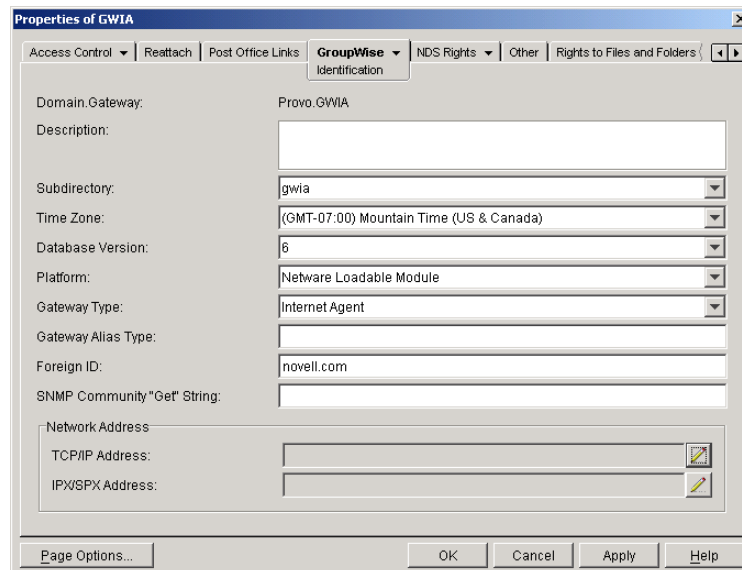 Properties of GWIA
Access Control Reattach Post Office Links GroupWise NDS Rights Other Rights to Files and Folders
Identification
Domain.Gateway: Provo.GWIA
Description:
Subdirectory: gwia
Time Zone: (GMT-07:00) Mountain Time (US & Canada)
Database Version: 6
Platform: Netware Loadable Module
Gateway Type: Internet Agent
Gateway Alias Type:
Foreign ID: novell.com
SNMP Community "Get" String:
Network Address
TCP/IP Address:
IPX/SPX Address:
Page Options... OK Cancel Apply Help